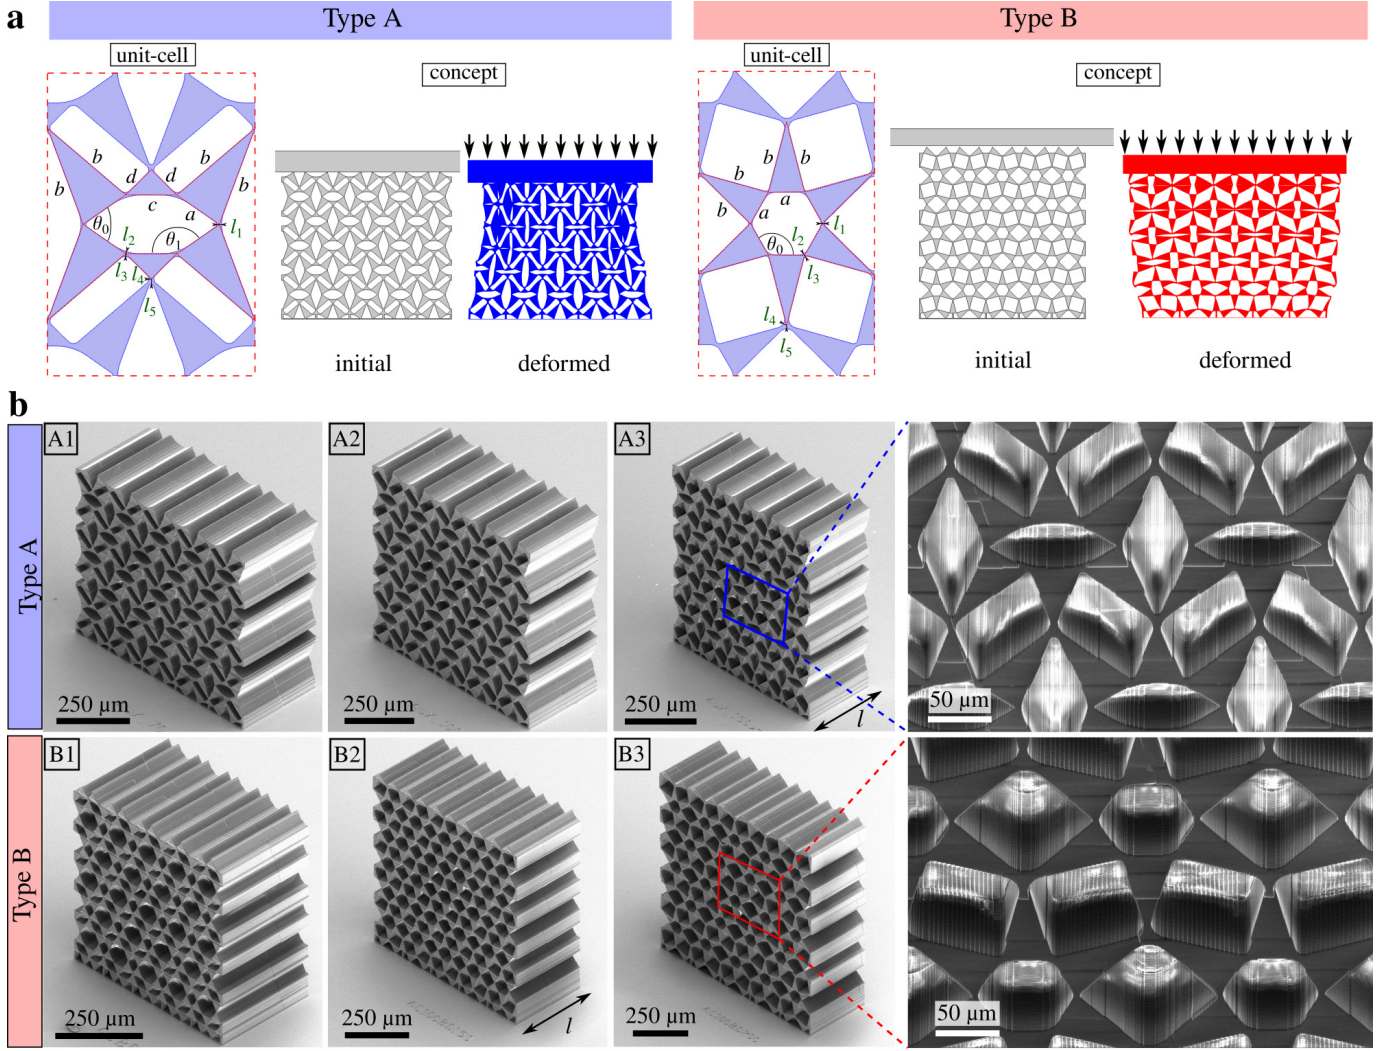 a
Type A
Type B
unit-cell
concept
unit-cell
concept
b
b
b
b
d
d
c
a
θ0
θ1
l1
l2
l3
l4
l5
initial
deformed
b
b
b
b
a
a
θ0
l1
l2
l3
l4
l5
initial
deformed
b
Type A
A1
A2
A3
250 µm
250 µm
250 µm
l
50 µm
Type B
B1
B2
B3
250 µm
250 µm
l
250 µm
50 µm